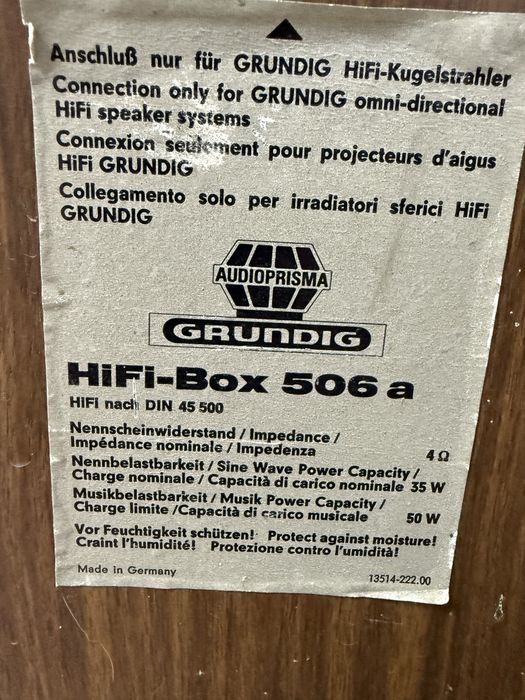 Anschluß nur für GRUNDIG HiFi-Kugelstrahler
Connection only for GRUNDIG omni-directional
HiFi speaker systems
Connexion seulement pour projecteurs d'aigus
HiFi GRUNDIG
Collegamento solo per irradiatori sferici HiFi
GRUNDIG
AUDIOPRISMA
GRUNDIG
HiFi-Box 506 a
HiFi nach DIN 45 500
Nennscheinwiderstand / Impedance /
Impédance nominale / Impedenza 4 Ω
Nennbelastbarkeit / Sine Wave Power Capacity /
Charge nominale / Capacità di carico nominale 35 W
Musikbelastbarkeit / Musik Power Capacity /
Charge limite /Capacità di carico musicale 50 W
Vor Feuchtigkeit schützen! Protect against moisture!
Craint l'humidité! Protezione contro l'umidità!
Made in Germany 13514-222.00